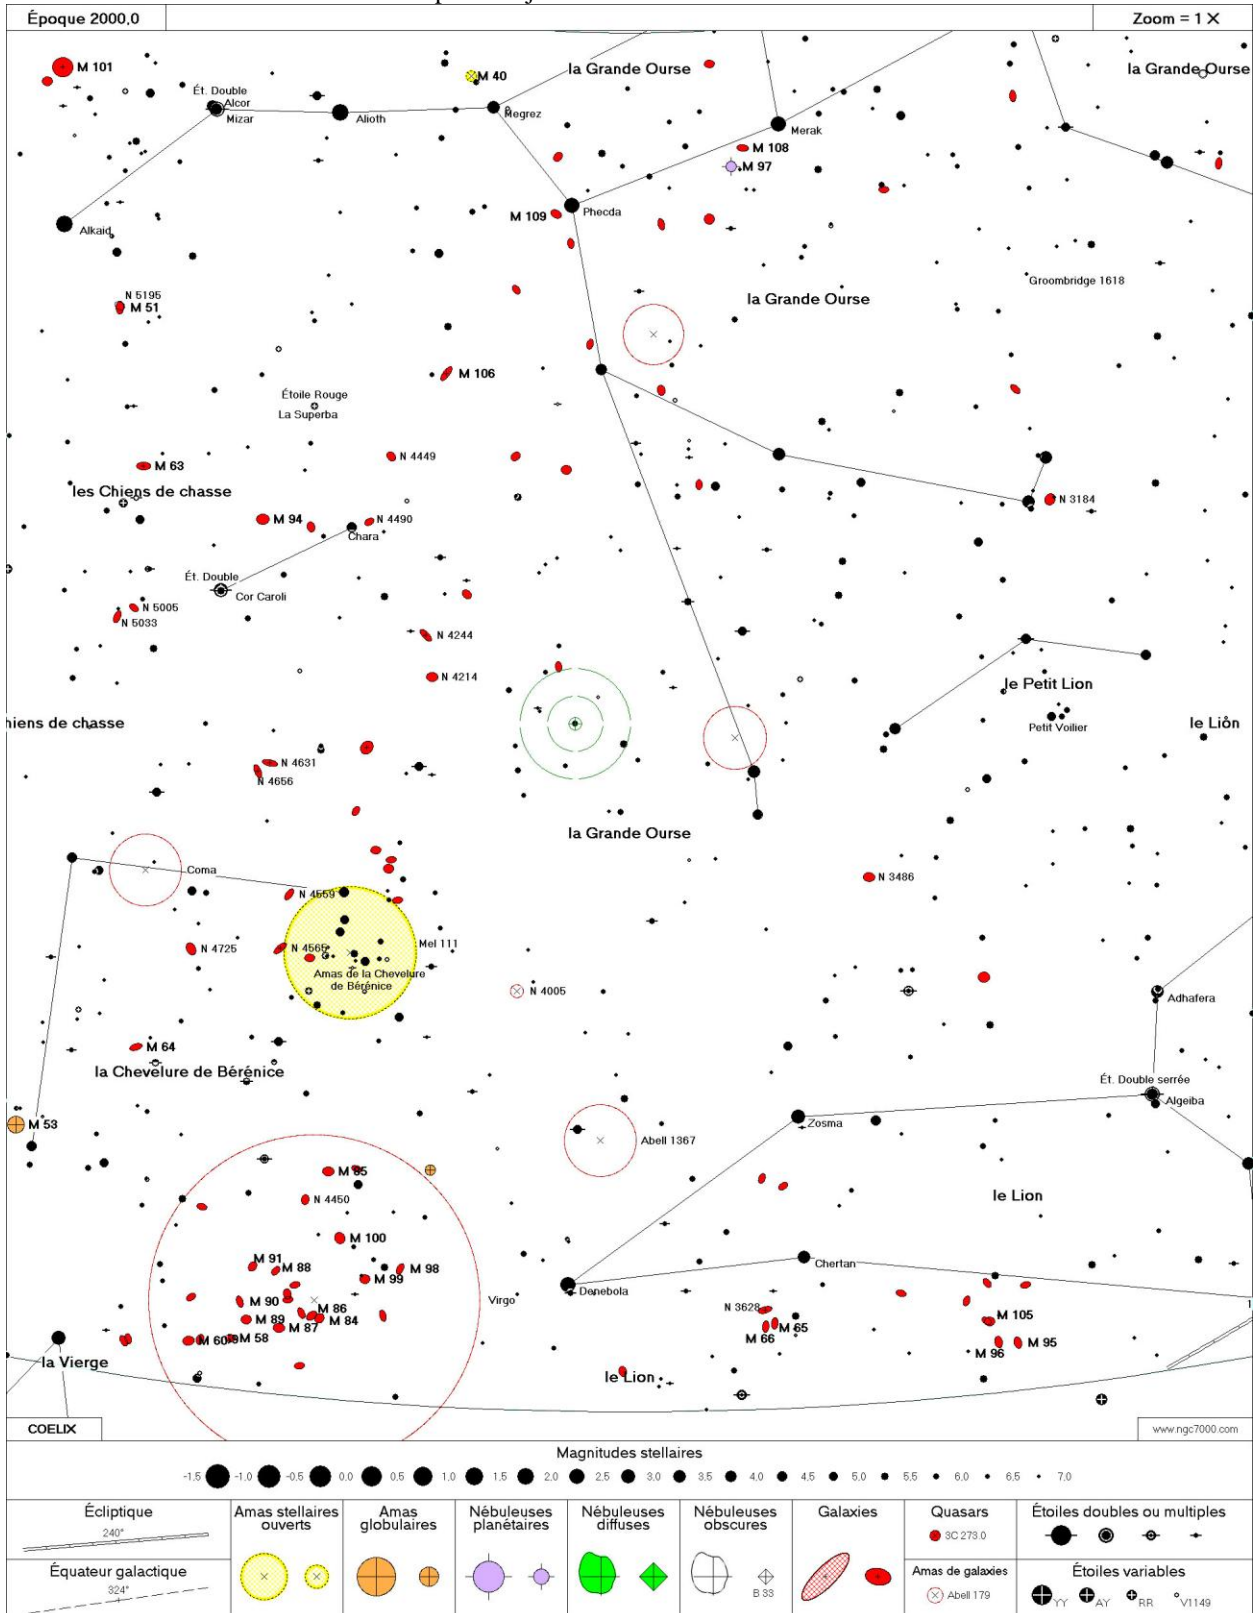 Époque 2000,0
Zoom = 1 X
M 101
M 40
la Grande Ourse
la Grande Ourse
Ét. Double
Alcor
Mizar
Alioth
Megrez
Merak
M 108
M 97
M 109
Phecda
Alkaid
Groombridge 1618
la Grande Ourse
N 5195
M 51
M 106
Étoile Rouge
La Superba
M 63
N 4449
les Chiens de chasse
N 3184
M 94
N 4490
Chara
Ét. Double
Cor Caroli
N 5005
N 5033
N 4244
N 4214
le Petit Lion
Petit Voilier
hiens de chasse
le Lion
N 4631
N 4656
la Grande Ourse
Coma
N 3486
N 4559
N 4725
N 4565
Mel 111
Amas de la Chevelure
de Bérénice
N 4005
Adhafera
M 64
la Chevelure de Bérénice
Ét. Double serrée
Algeiba
M 53
Zosma
Abell 1367
M 85
N 4450
le Lion
M 100
M 91
M 88
M 98
M 99
Chertan
Virgo
Denebola
M 90
M 86
M 84
M 89
M 87
N 3628
M 65
M 66
M 105
M 60
M 58
M 96
M 95
la Vierge
le Lion
COELIX
www.ngc7000.com
Magnitudes stellaires
-1,5 -1,0 -0,5 0,0 0,5 1,0 1,5 2,0 2,5 3,0 3,5 4,0 4,5 5,0 5,5 6,0 6,5 7,0
Écliptique
240°
Équateur galactique
324°
Amas stellaires
ouverts
Amas
globulaires
Nébuleuses
planétaires
Nébuleuses
diffuses
Nébuleuses
obscures
B 33
Galaxies
Quasars
3C 273.0
Amas de galaxies
Abell 179
Étoiles doubles ou multiples
Étoiles variables
YY AY RR V1149